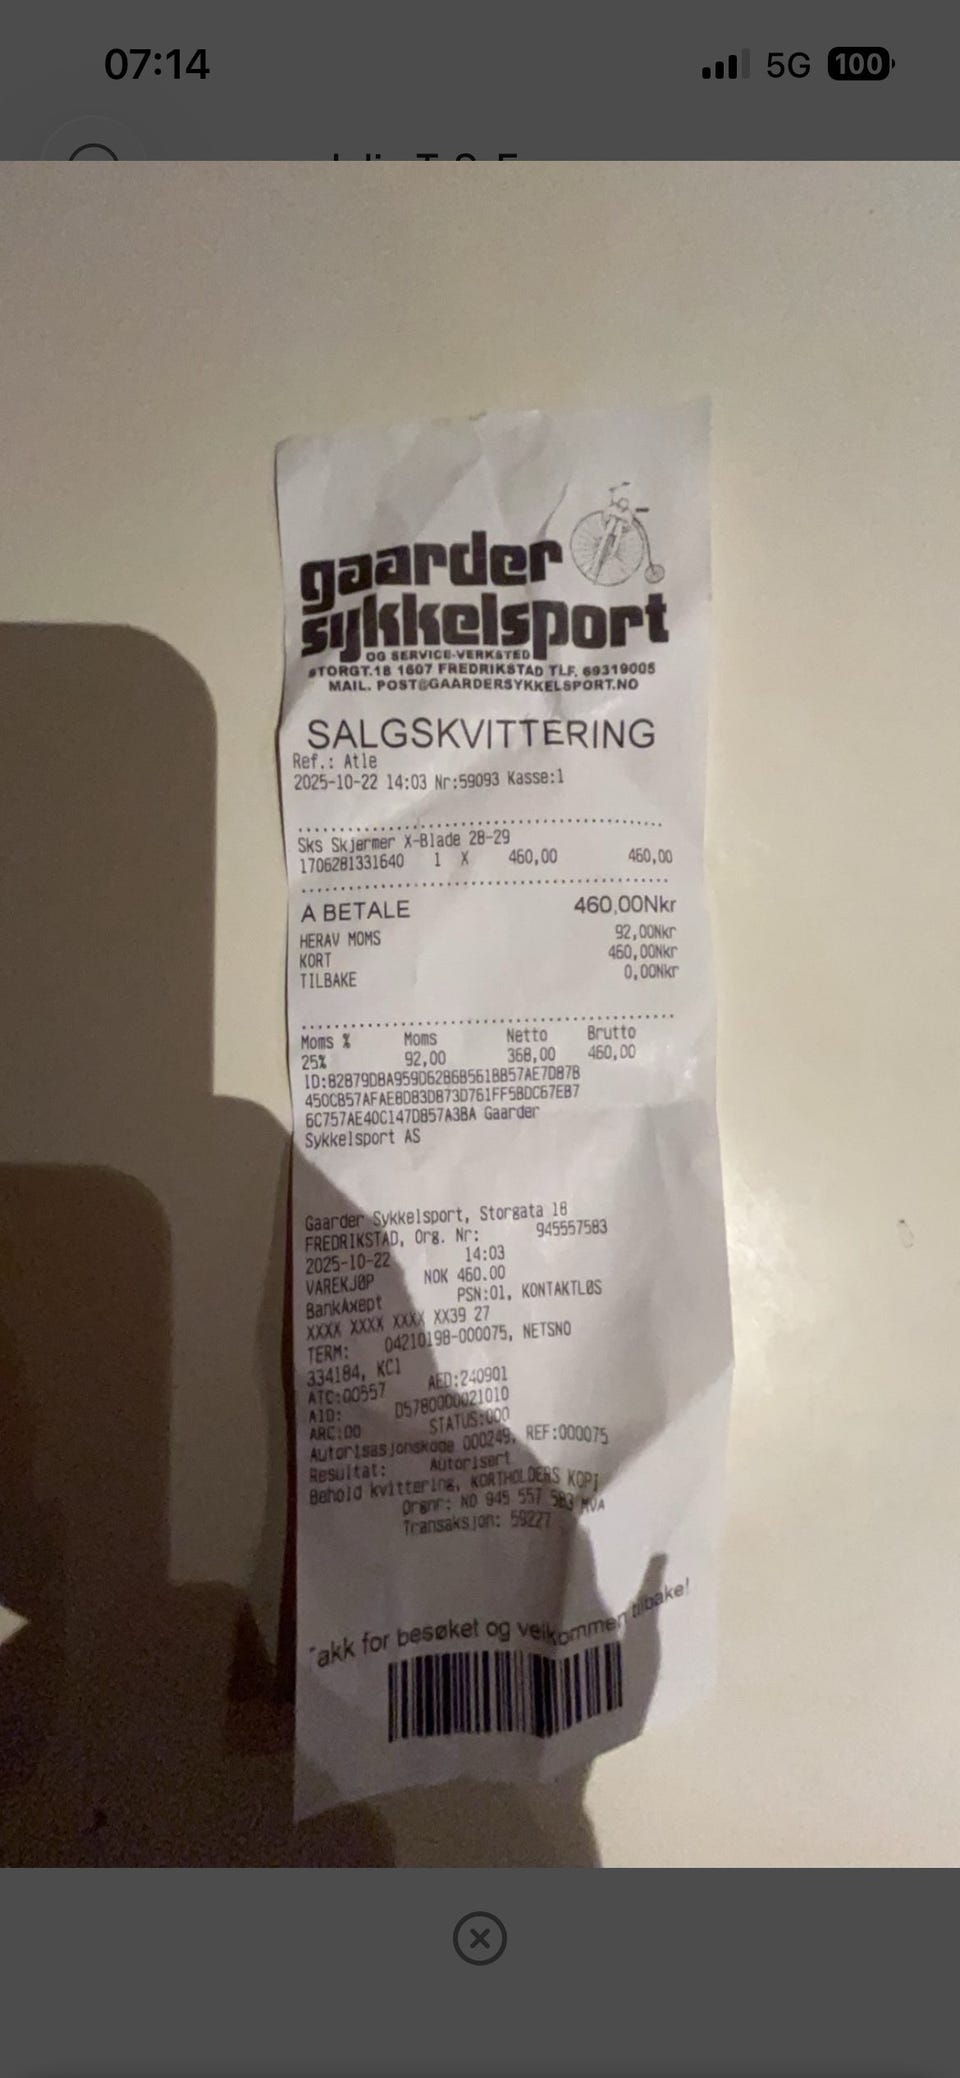 07:14
5G 100
gaarder
sykkelsport
OG SERVICE-VERKSTED
STORGT.18 1607 FREDRIKSTAD TLF. 69319005
MAIL. POST@GAARDERSYKKELSPORT.NO
SALGSKVITTERING
Ref.: Atle
2025-10-22 14:03 Nr:59093 Kasse:1
Sks Skjermer X-Blade 28-29
1706281331640 1 X 460,00 460,00
A BETALE 460,00Nkr
HERAV MOMS 92,00Nkr
KORT 460,00Nkr
TILBAKE 0,00Nkr
Moms % Moms Netto Brutto
25% 92,00 368,00 460,00
Gaarder
Sykkelsport AS
Gaarder Sykkelsport, Storgata 18
FREDRIKSTAD, Org. Nr: 945557583
2025-10-22 14:03
VAREKJØP NOK 460.00
BankAxept PSN:01, KONTAKTLØS
XXXX XXXX XXXX XX39 27
TERM: 04210198-000075, NETSNO
334184, KC1
ATC:00557 AED:240901
AID: D5780000021010
ARC:00 STATUS:000
Autorisasjonskode 000249, REF:000075
Resultat: Autorisert
Behold kvittering, KORTHOLDERS KOPI
Orgnr: NO 945 557 583 MVA
Transaksjon: 59227
Takk for besøket og velkommen tilbake!